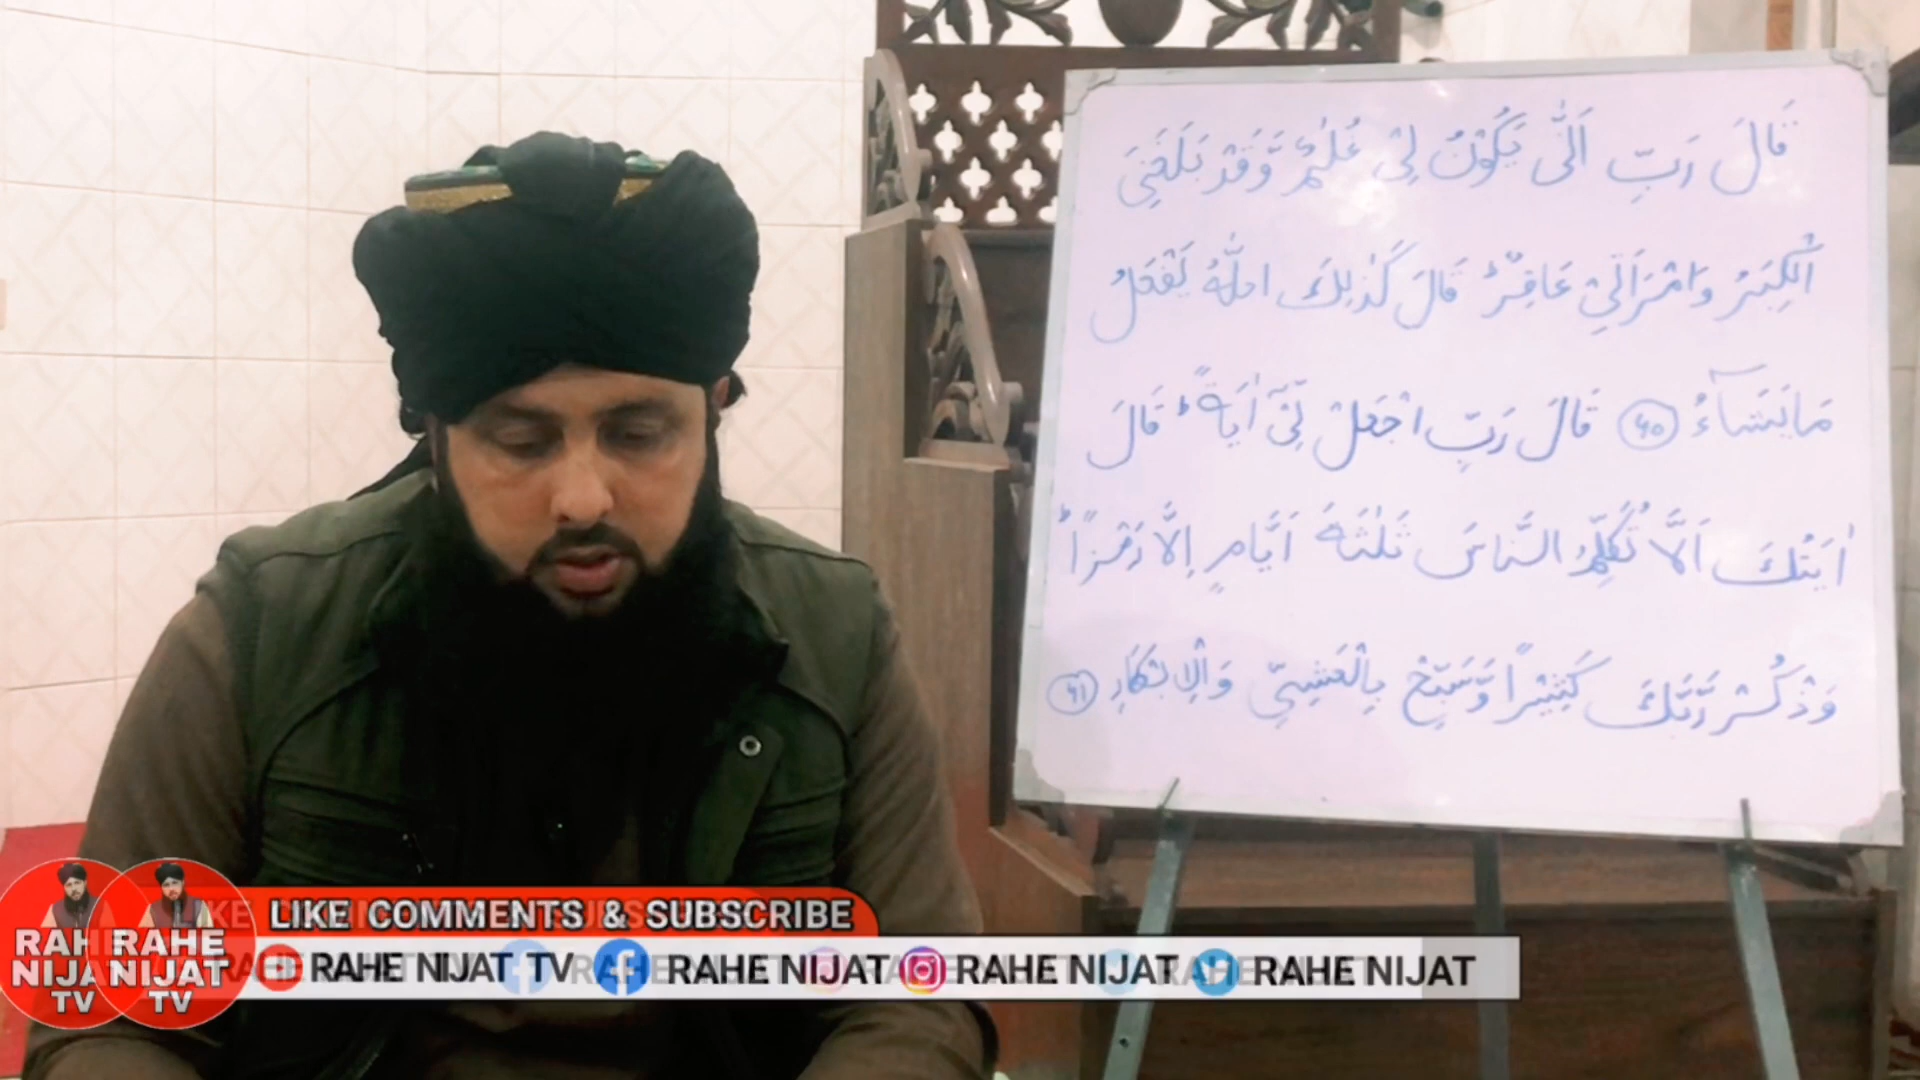 قَالَ رَبِّ اَنّٰى يَكُوْنُ لِىْ غُلٰمٌ وَّقَدْ بَلَغَنِىَ
الْكِبَرُ وَامْرَاَتِىْ عَاقِرٌ ؕ قَالَ كَذٰلِكَ اللّٰهُ يَفْعَلُ
مَا يَشَآءُ ﴿۴۰﴾ قَالَ رَبِّ اجْعَلْ لِّىْٓ اٰيَةً ؕ قَالَ
اٰيَتُكَ اَلَّا تُكَلِّمَ النَّاسَ ثَلٰثَةَ اَيَّامٍ اِلَّا رَمْزًا ؕ
وَاذْكُرْ رَّبَّكَ كَثِيْرًا وَّسَبِّحْ بِالْعَشِىِّ وَالْاِبْكَارِ ﴿۴۱﴾
LIKE COMMENTS & SUBSCRIBE
RAHE NIJAT TV RAHE NIJAT RAHE NIJAT RAHE NIJAT
RAHE
NIJAT
TV